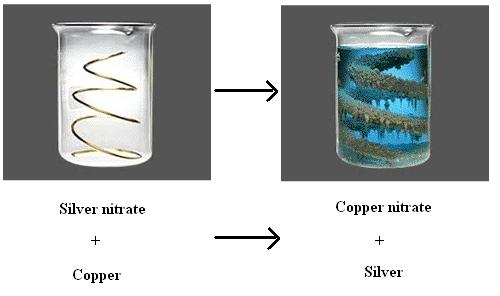 Silver nitrate
+
Copper
Copper nitrate
+
Silver